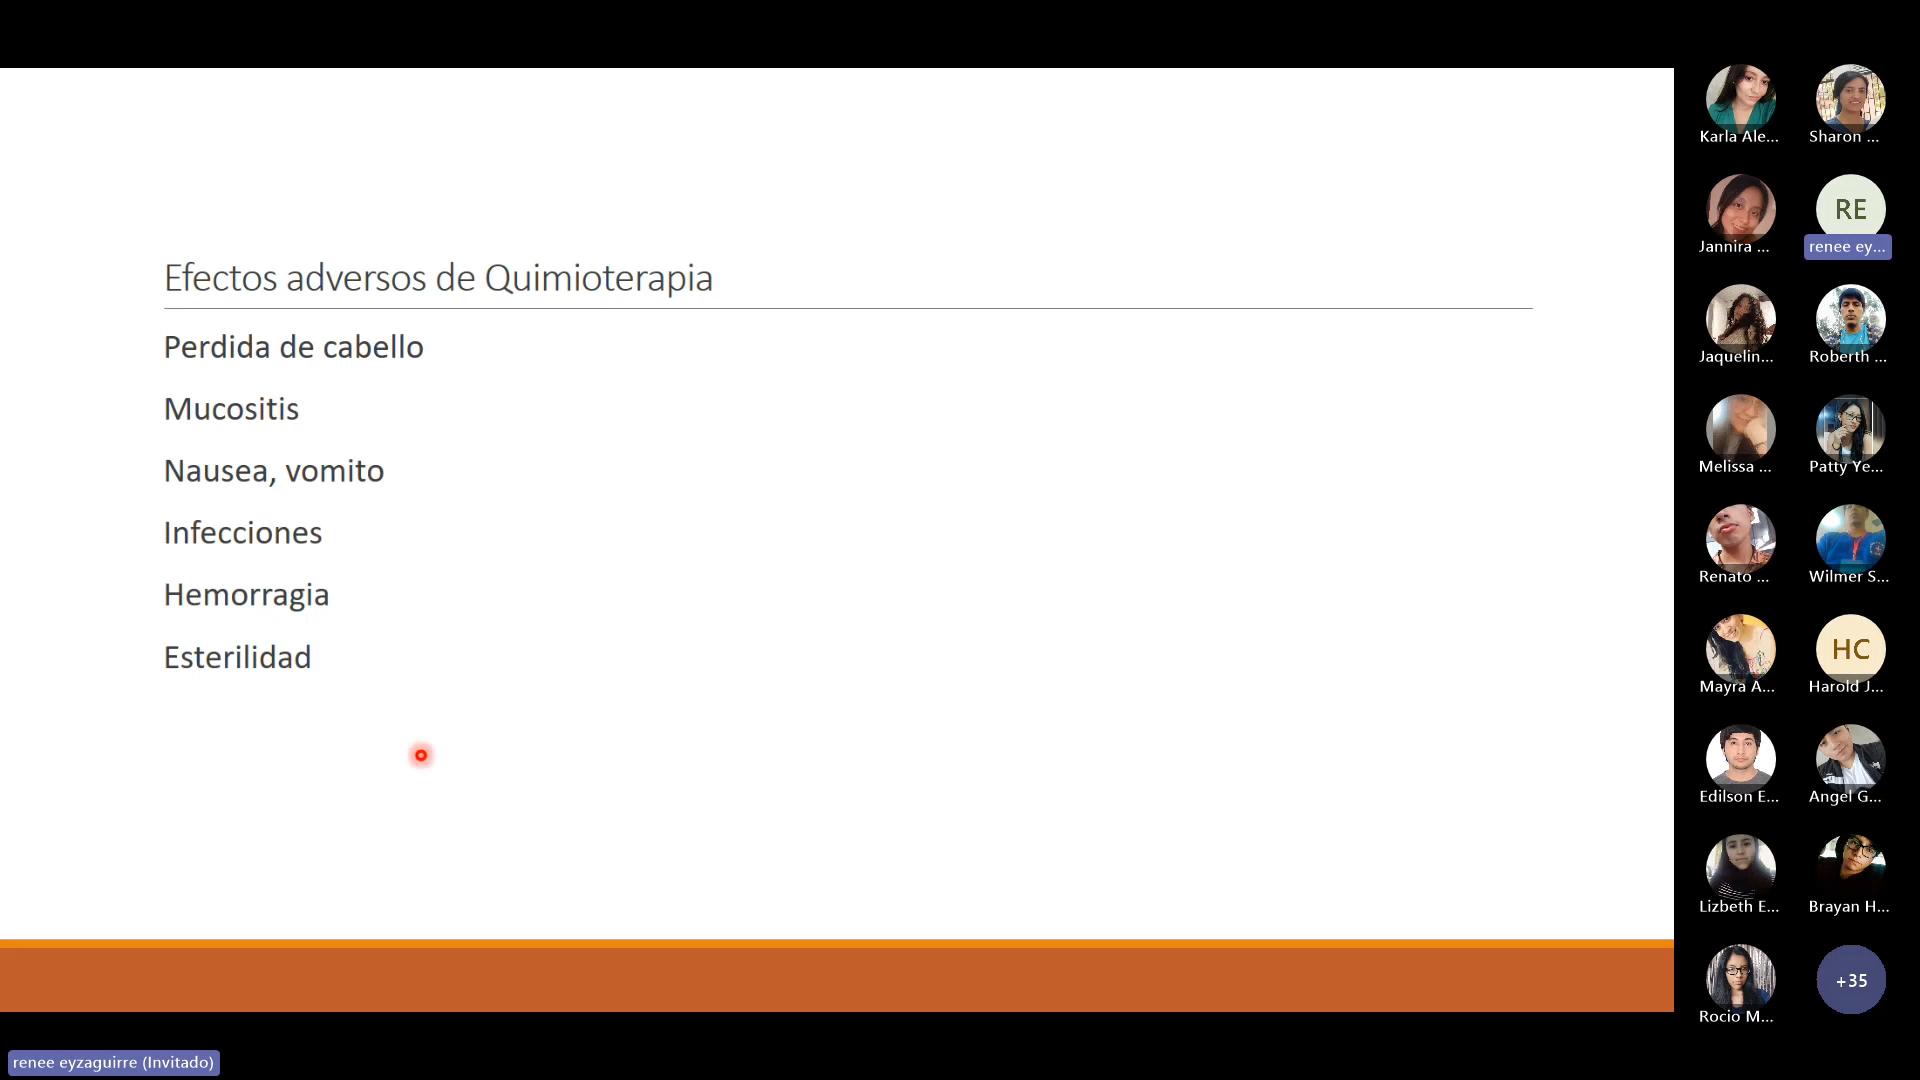 Efectos adversos de Quimioterapia
Perdida de cabello
Mucositis
Nausea, vomito
Infecciones
Hemorragia
Esterilidad
Karla Ale...
Sharon ...
Jannira ...
RE
renee ey...
Jaquelin...
Roberth ...
Melissa ...
Patty Ye...
Renato ...
Wilmer S...
Mayra A...
HC
Harold J...
Edilson E...
Angel G...
Lizbeth E...
Brayan H...
Rocio M...
+35
renee eyzaguirre (Invitado)